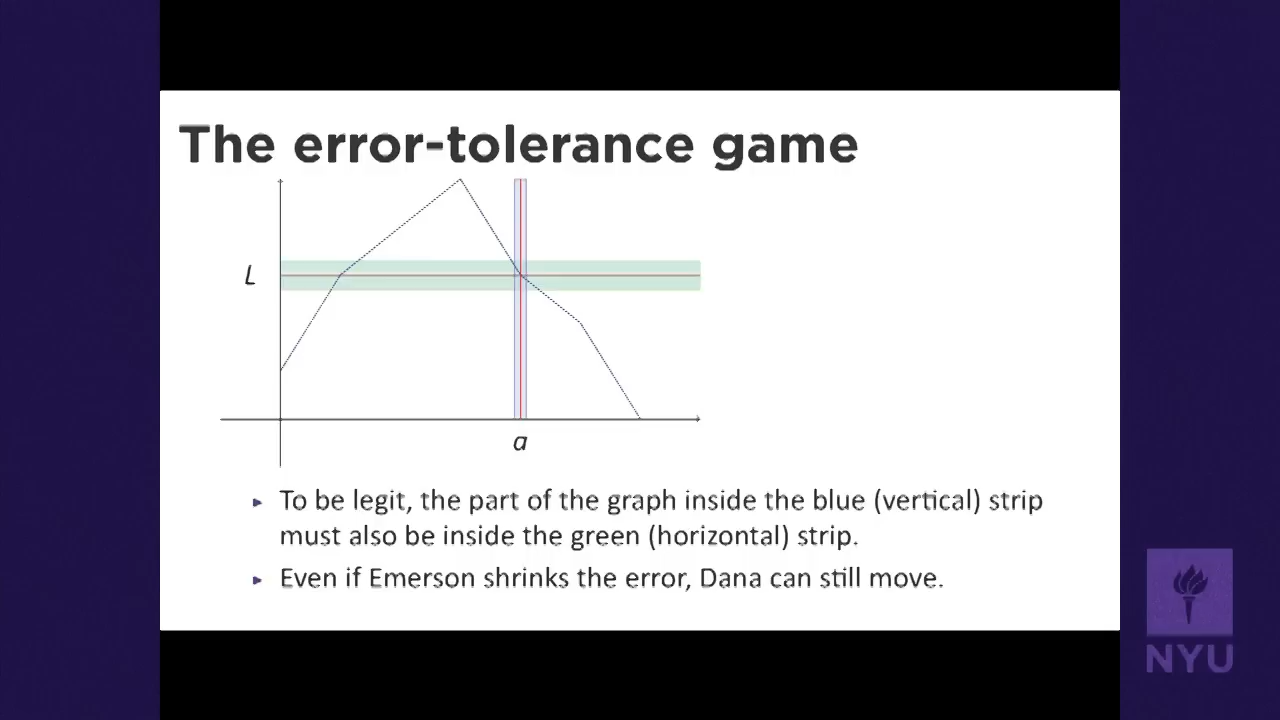 The error-tolerance game
L
a
▸ To be legit, the part of the graph inside the blue (vertical) strip
must also be inside the green (horizontal) strip.
▸ Even if Emerson shrinks the error, Dana can still move.
NYU